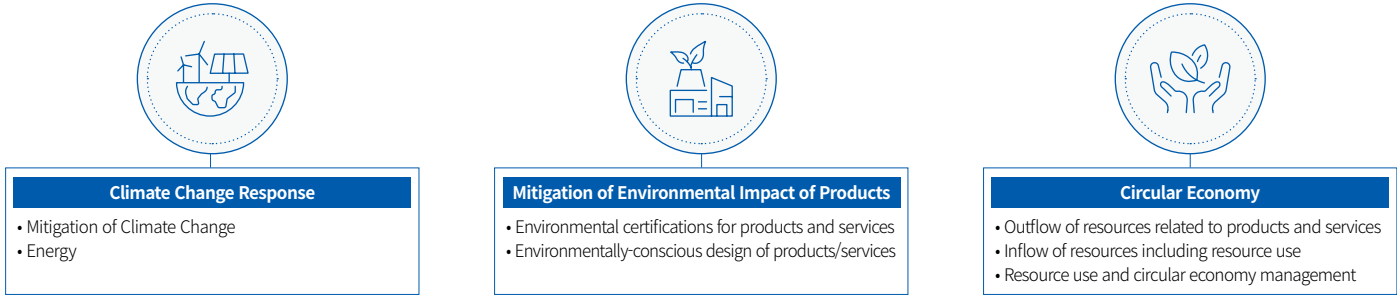 Climate Change Response
• Mitigation of Climate Change
• Energy
Mitigation of Environmental Impact of Products
• Environmental certifications for products and services
• Environmentally-conscious design of products/services
Circular Economy
• Outflow of resources related to products and services
• Inflow of resources including resource use
• Resource use and circular economy management